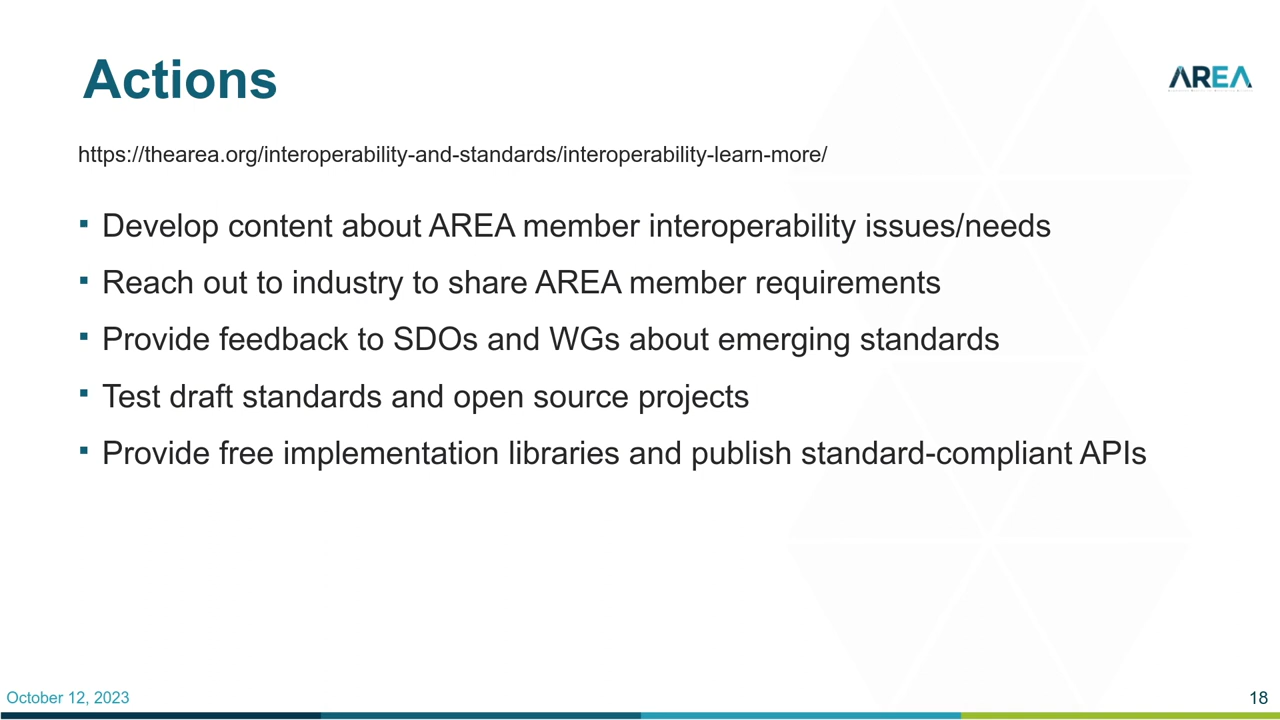 Actions
AREA
https://thearea.org/interoperability-and-standards/interoperability-learn-more/
▪ Develop content about AREA member interoperability issues/needs
▪ Reach out to industry to share AREA member requirements
▪ Provide feedback to SDOs and WGs about emerging standards
▪ Test draft standards and open source projects
▪ Provide free implementation libraries and publish standard-compliant APIs
October 12, 2023
18